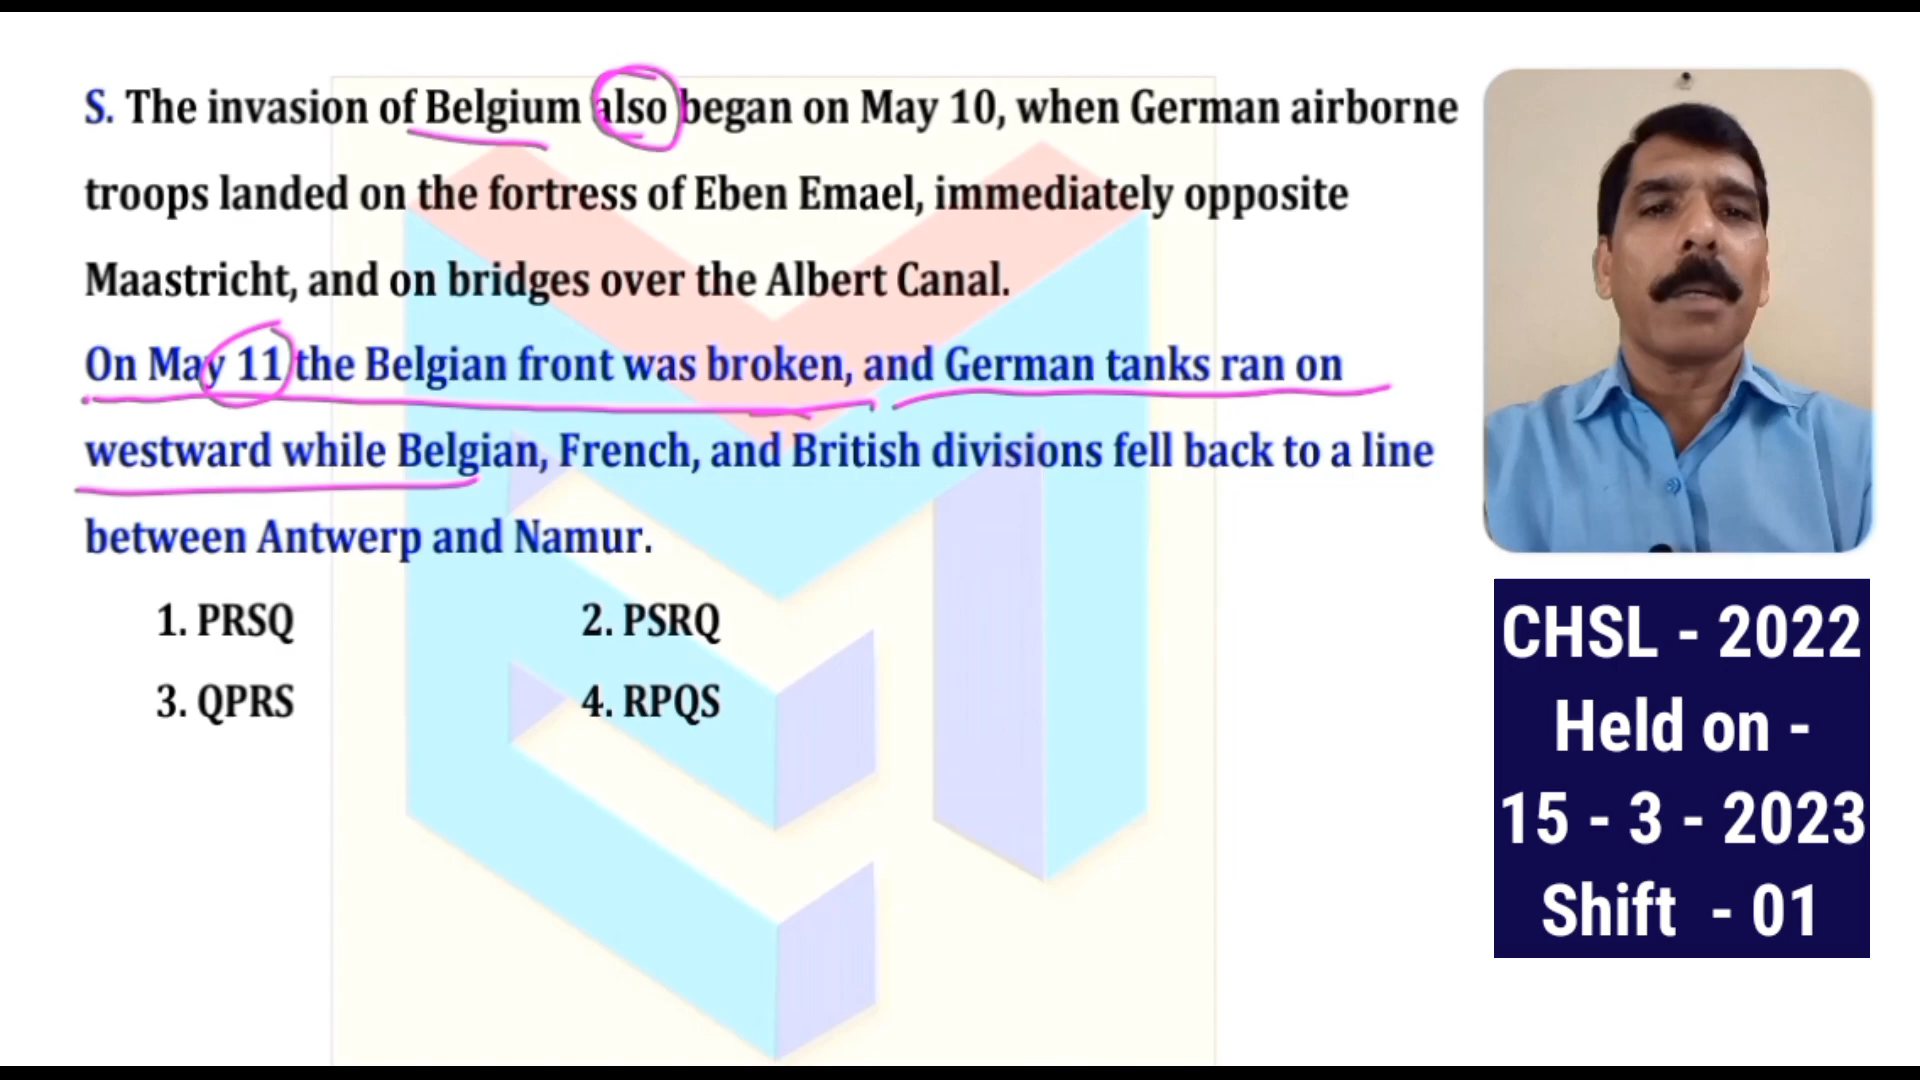 S. The invasion of Belgium also began on May 10, when German airborne
troops landed on the fortress of Eben Emael, immediately opposite
Maastricht, and on bridges over the Albert Canal.
On May 11 the Belgian front was broken, and German tanks ran on
westward while Belgian, French, and British divisions fell back to a line
between Antwerp and Namur.
1. PRSQ 2. PSRQ
3. QPRS 4. RPQS
CHSL - 2022
Held on -
15 - 3 - 2023
Shift - 01